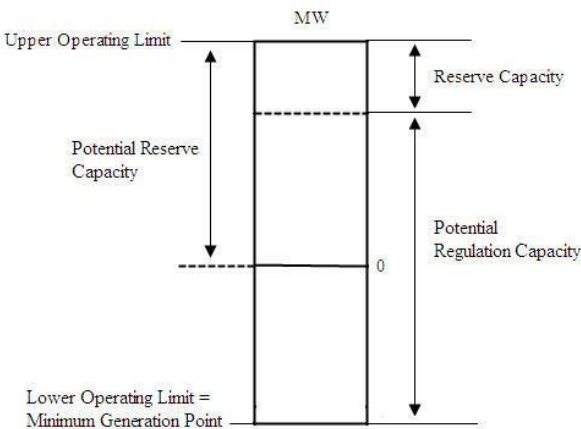 MW
Upper Operating Limit
Reserve Capacity
Potential Reserve
Capacity
Potential
Regulation Capacity
0
Lower Operating Limit =
Minimum Generation Point